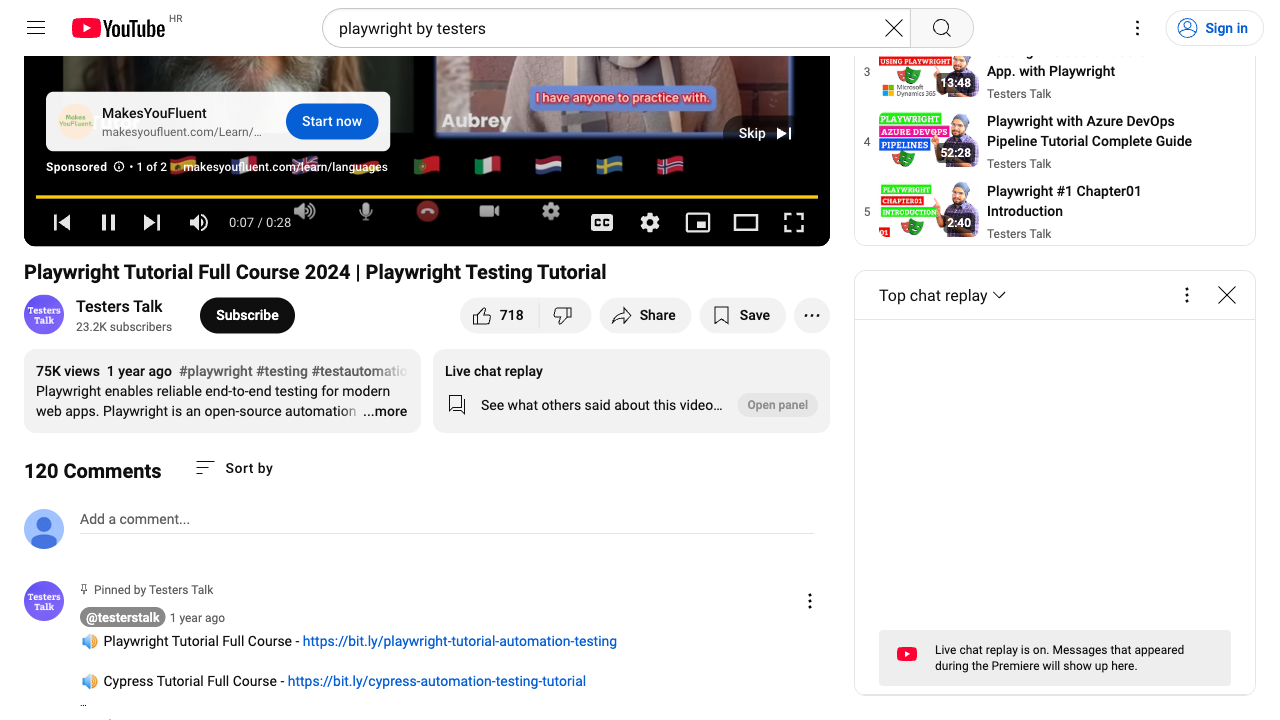 YouTube HR
playwright by testers
Sign in
I have anyone to practice with.
Aubrey
MakesYouFluent
makesyoufluent.com/Learn/...
Start now
Skip
Sponsored • 1 of 2 • makesyoufluent.com/learn/languages
0:07 / 0:28
CC
Playwright Tutorial Full Course 2024 | Playwright Testing Tutorial
Testers Talk
Testers Talk
23.2K subscribers
Subscribe
718
Share
Save
75K views 1 year ago #playwright #testing #testautomatio
Playwright enables reliable end-to-end testing for modern
web apps. Playwright is an open-source automation ...more
Live chat replay
See what others said about this video...
Open panel
120 Comments
Sort by
Add a comment...
Testers Talk
Pinned by Testers Talk
@testerstalk 1 year ago
🔊 Playwright Tutorial Full Course - https://bit.ly/playwright-tutorial-automation-testing
🔊 Cypress Tutorial Full Course - https://bit.ly/cypress-automation-testing-tutorial
...
3
USING PLAYWRIGHT
Microsoft
Dynamics 365
13:48
App. with Playwright
Testers Talk
4
PLAYWRIGHT
AZURE DEVOPS
PIPELINES
52:28
Playwright with Azure DevOps
Pipeline Tutorial Complete Guide
Testers Talk
5
PLAYWRIGHT
CHAPTER01
INTRODUCTION
01
2:40
Playwright #1 Chapter01
Introduction
Testers Talk
Top chat replay
Live chat replay is on. Messages that appeared
during the Premiere will show up here.